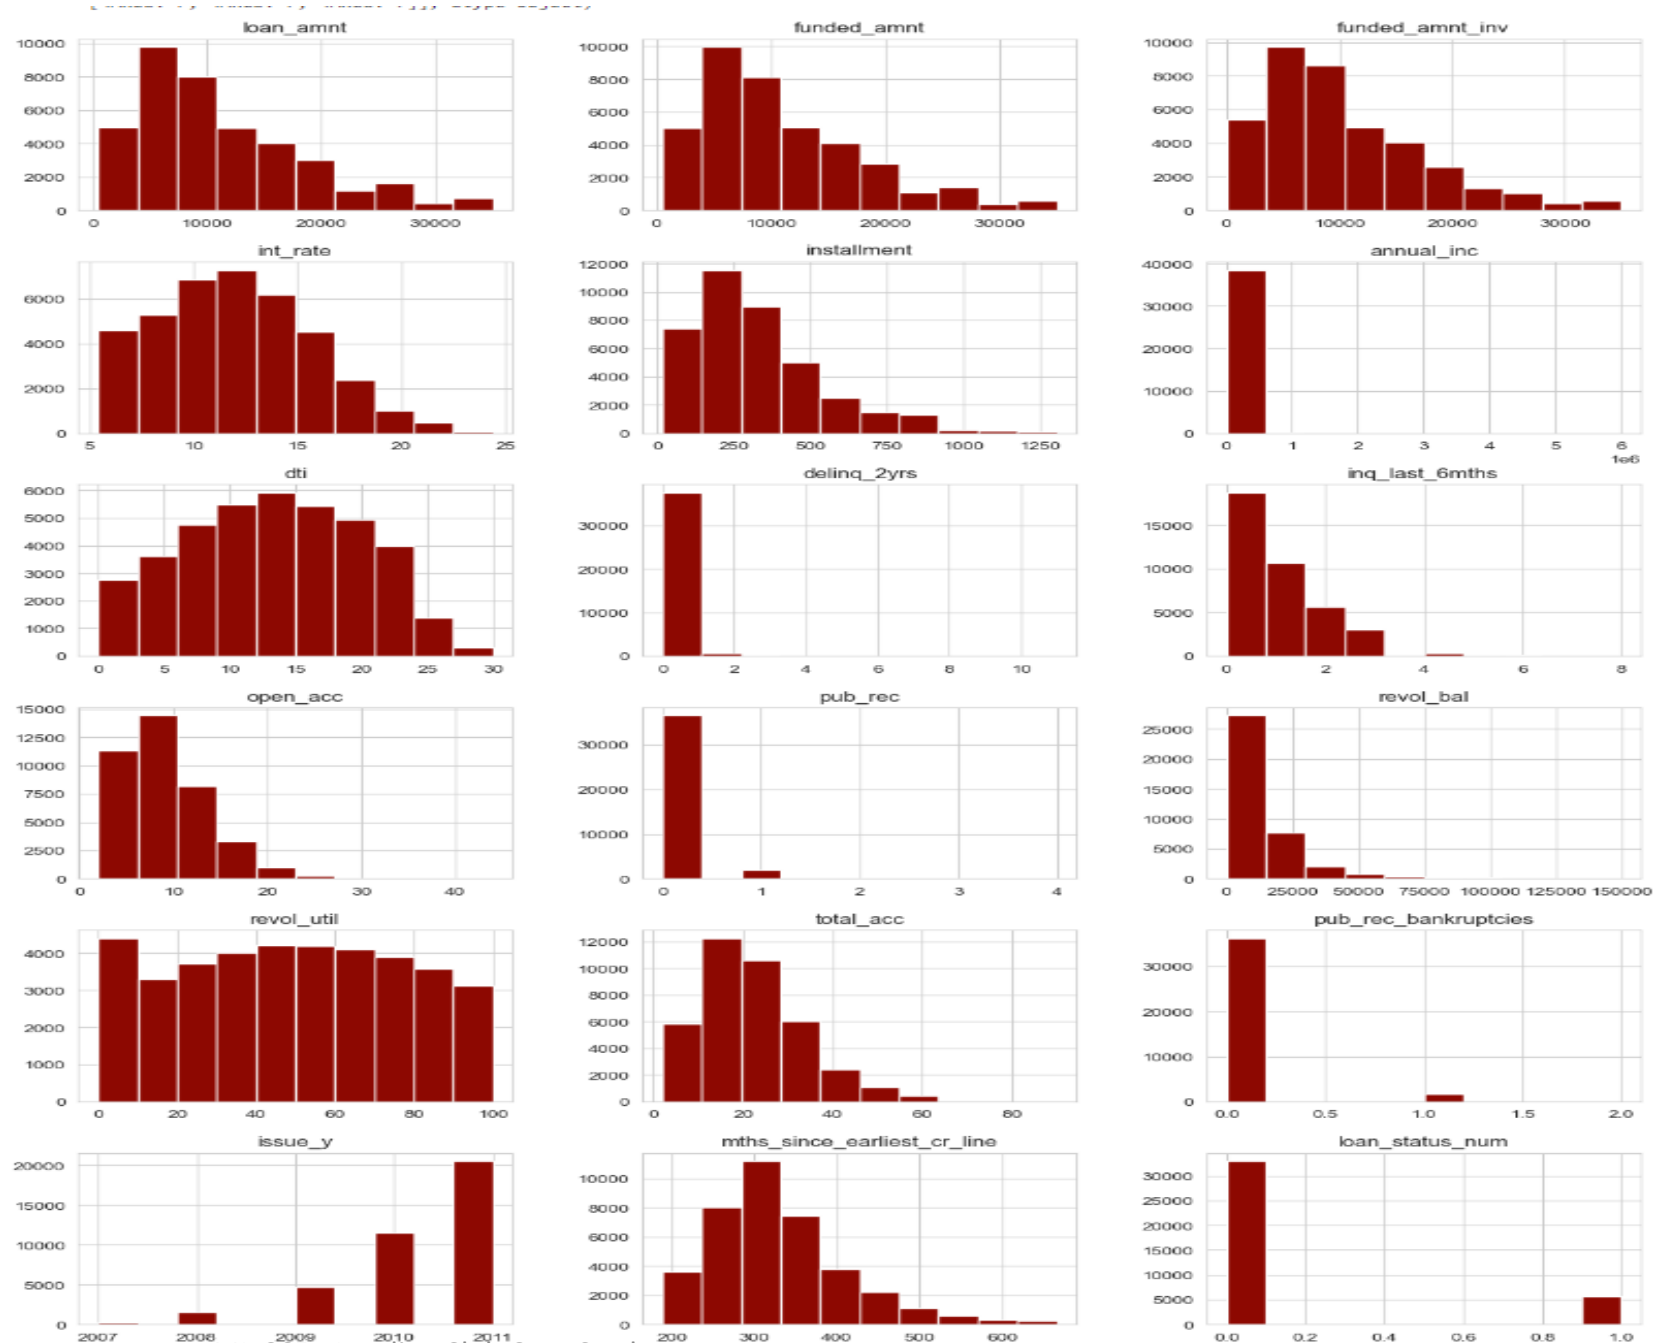 loan_amnt funded_amnt funded_amnt_inv
10000 10000 10000
8000 8000 8000
6000 6000 6000
4000 4000 4000
2000 2000 2000
0 0 0
0 10000 20000 30000 0 10000 20000 30000 0 10000 20000 30000
int_rate installment annual_inc
6000 4000 2000 0
12000 10000 8000 6000 4000 2000 0
40000 30000 20000 10000 0
5 10 15 20 25 0 250 500 750 1000 1250 0 1 2 3 4 5 6
1e6
dti delinq_2yrs inq_last_6mths
6000 5000 4000 3000 2000 1000 0
30000 20000 10000 0
15000 10000 5000 0
0 5 10 15 20 25 30 0 2 4 6 8 10 0 2 4 6 8
open_acc pub_rec revol_bal
15000 12500 10000 7500 5000 2500 0
30000 20000 10000 0
25000 20000 15000 10000 5000 0
0 10 20 30 40 0 1 2 3 4 0 25000 50000 75000 100000 125000 150000
revol_util total_acc pub_rec_bankruptcies
4000 3000 2000 1000 0
12000 10000 8000 6000 4000 2000 0
30000 20000 10000 0
0 20 40 60 80 100 0 20 40 60 80 0.0 0.5 1.0 1.5 2.0
issue_y mths_since_earliest_cr_line loan_status_num
20000 15000 10000 5000 0
10000 8000 6000 4000 2000 0
30000 25000 20000 15000 10000 5000 0
2007 2008 2009 2010 2011 200 300 400 500 600 0.0 0.2 0.4 0.6 0.8 1.0